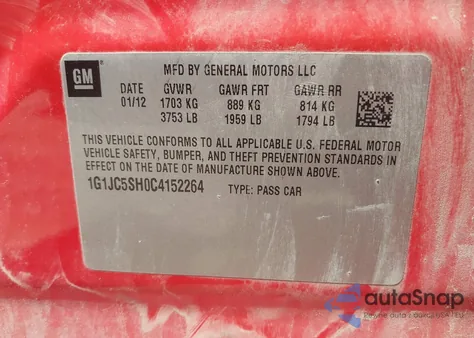 GM
MFD BY GENERAL MOTORS LLC
DATE GVWR GAWR FRT GAWR RR
01/12 1703 KG 889 KG 814 KG
3753 LB 1959 LB 1794 LB
THIS VEHICLE CONFORMS TO ALL APPLICABLE U.S. FEDERAL MOTOR
VEHICLE SAFETY, BUMPER, AND THEFT PREVENTION STANDARDS IN
EFFECT ON THE DATE OF MANUFACTURE SHOWN ABOVE.
1G1JC5SH0C4152264 TYPE: PASS CAR
autoSnap